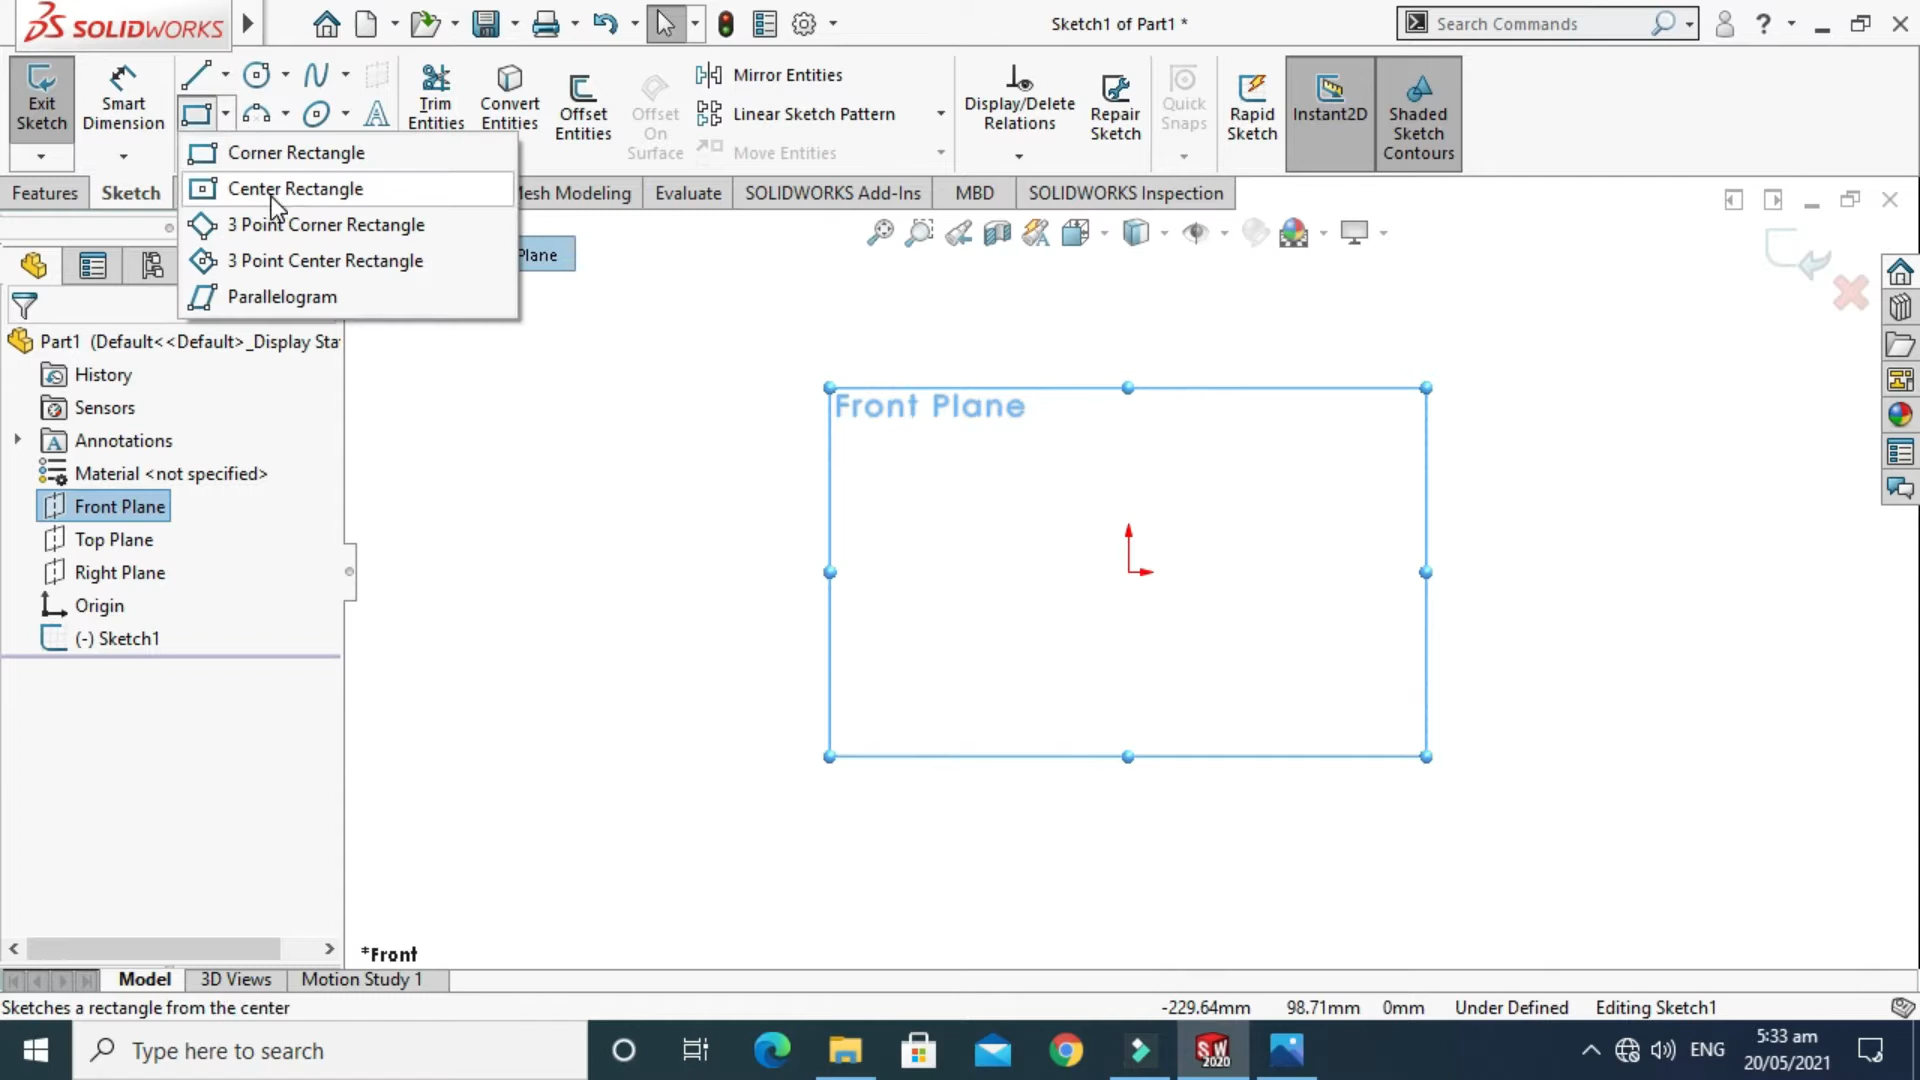 SOLIDWORKS
Sketch1 of Part1 *
Search Commands
?
Exit Sketch
Smart Dimension
Trim Entities
Convert Entities
Offset Entities
Offset On Surface
Mirror Entities
Linear Sketch Pattern
Move Entities
Display/Delete Relations
Repair Sketch
Quick Snaps
Rapid Sketch
Instant2D
Shaded Sketch Contours
Corner Rectangle
Center Rectangle
3 Point Corner Rectangle
3 Point Center Rectangle
Parallelogram
Features
Sketch
Mesh Modeling
Evaluate
SOLIDWORKS Add-Ins
MBD
SOLIDWORKS Inspection
Plane
Part1 (Default<<Default>_Display Sta
History
Sensors
Annotations
Material <not specified>
Front Plane
Top Plane
Right Plane
Origin
(-) Sketch1
Front Plane
*Front
Model
3D Views
Motion Study 1
Sketches a rectangle from the center
-229.64mm
98.71mm
0mm
Under Defined
Editing Sketch1
Type here to search
SW 2020
ENG
5:33 am
20/05/2021